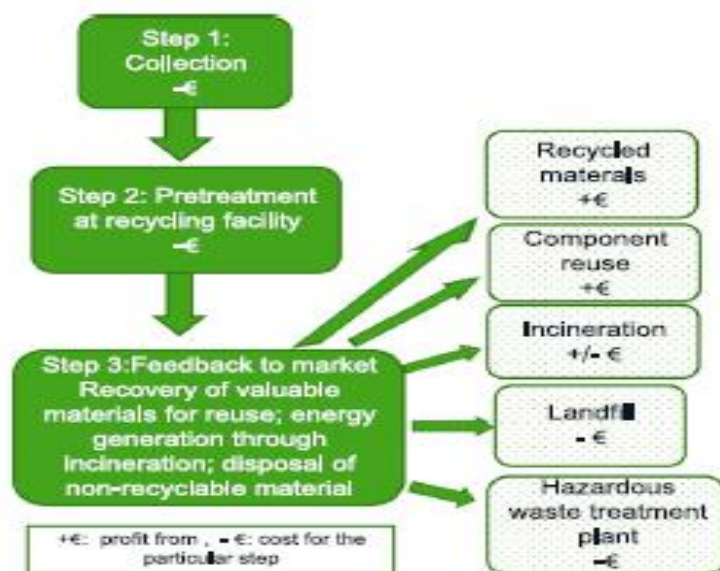 Step 1:
Collection
-€
Step 2: Pretreatment
at recycling facility
-€
Step 3:Feedback to market
Recovery of valuable
materials for reuse; energy
generation through
incineration; disposal of
non-recyclable material
+€: profit from , - €: cost for the
particular step
Recycled
materals
+€
Component
reuse
+€
Incineration
+/- €
Landfill
- €
Hazardous
waste treatment
plant
-€